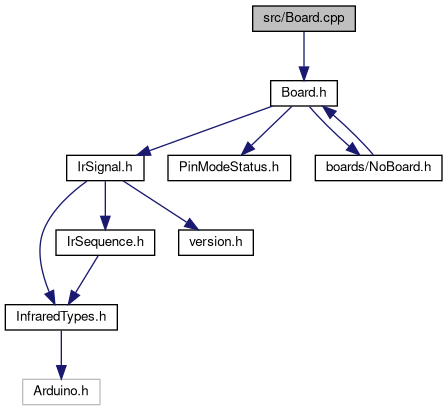 src/Board.cpp
Board.h
IrSignal.h
PinModeStatus.h
boards/NoBoard.h
IrSequence.h
version.h
InfraredTypes.h
Arduino.h